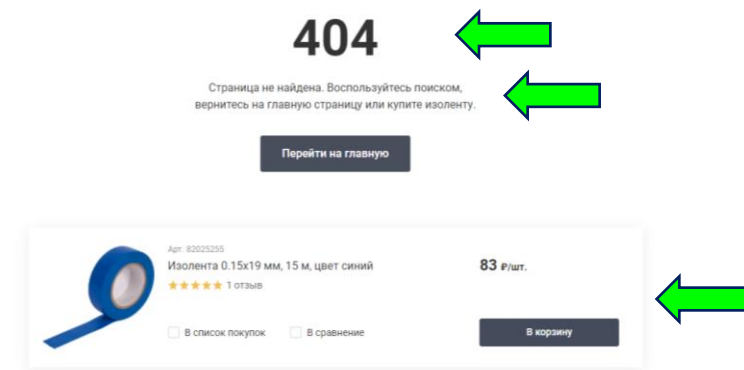 404
Страница не найдена. Воспользуйтесь поиском,
вернитесь на главную страницу или купите изоленту.
Перейти на главную
Арт. 82025255
Изолента 0.15х19 мм, 15 м, цвет синий
83 ₽/шт.
1 отзыв
В список покупок
В сравнение
В корзину